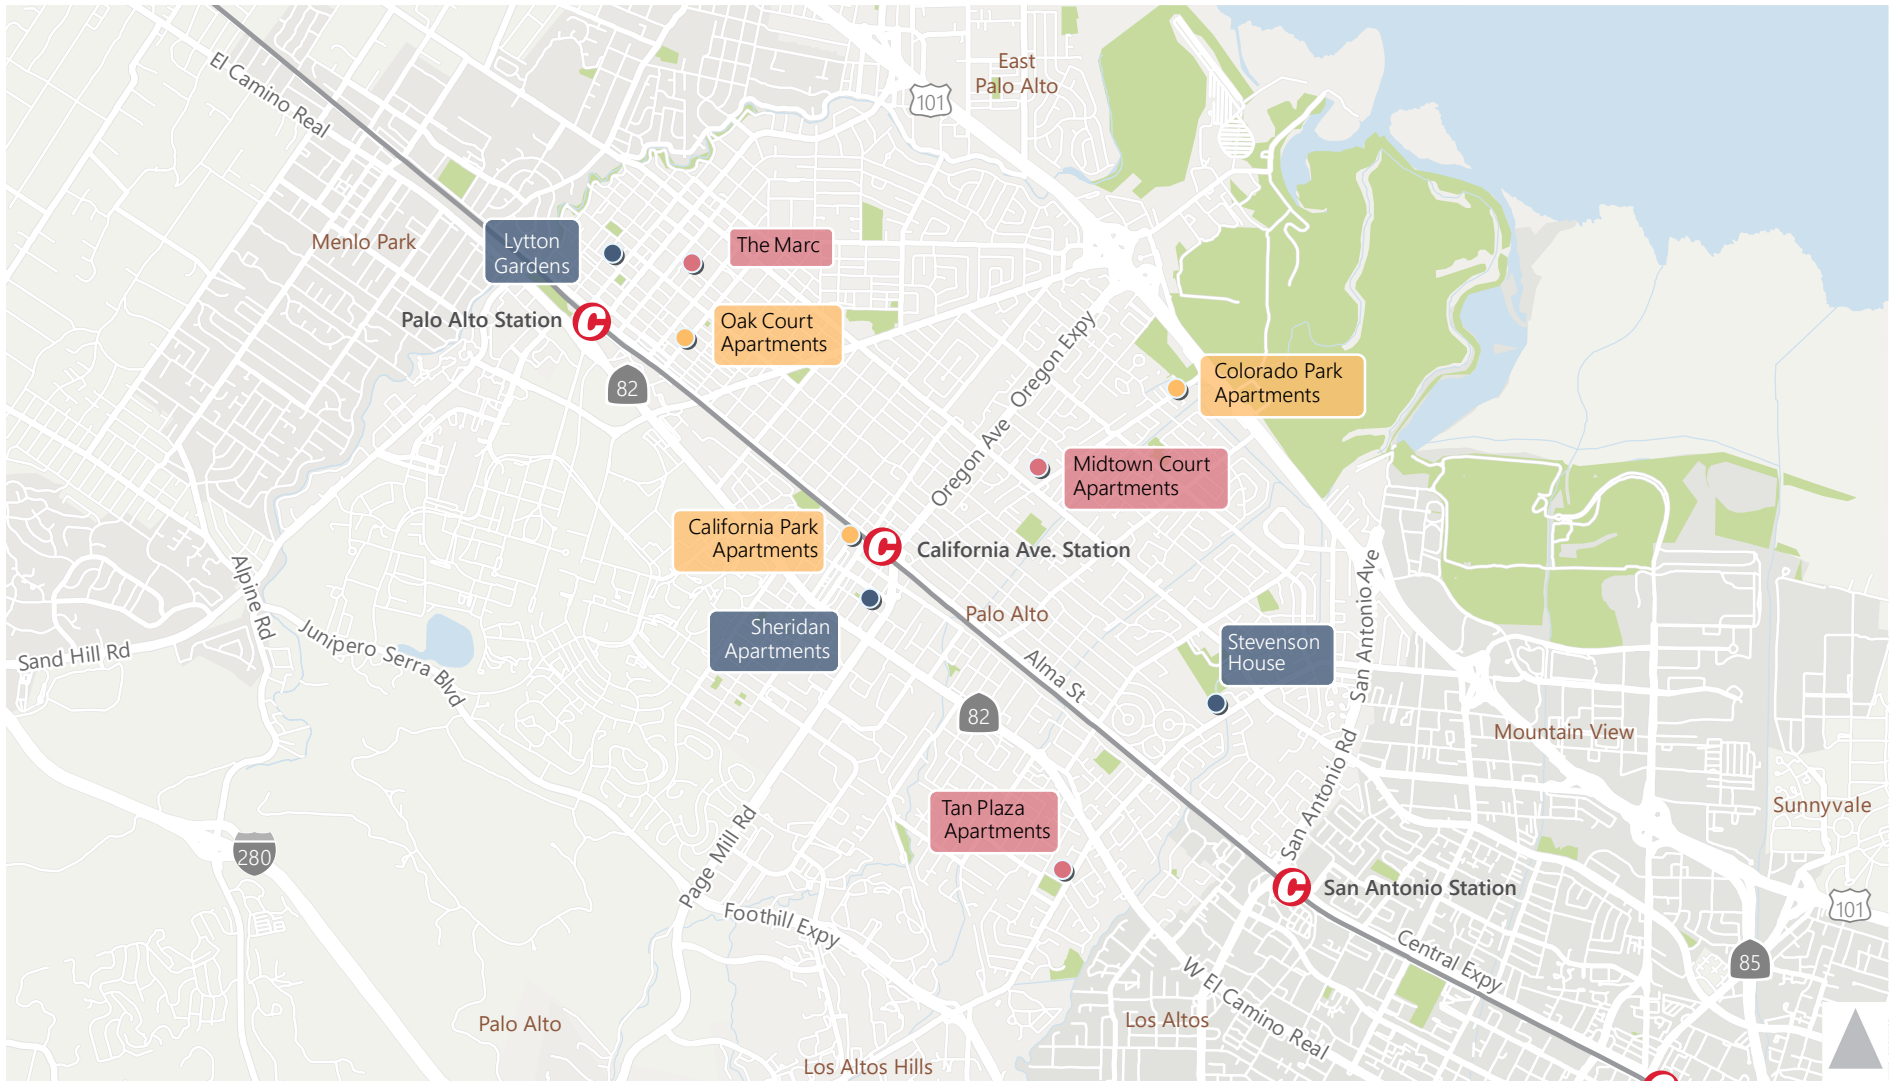 El Camino Real
East
Palo Alto
101
Menlo Park
Lytton
Gardens
The Marc
Palo Alto Station
C
Oak Court
Apartments
82
Oregon Expy
Oregon Ave
Colorado Park
Apartments
Midtown Court
Apartments
California Park
Apartments
C
California Ave. Station
Alpine Rd
Sand Hill Rd
Junipero Serra Blvd
Sheridan
Apartments
Palo Alto
Alma St
Stevenson
House
San Antonio Ave
82
Mountain View
San Antonio Rd
Sunnyvale
Tan Plaza
Apartments
280
Page Mill Rd
Foothill Expy
C
San Antonio Station
101
Central Expy
85
W El Camino Real
Palo Alto
Los Altos
Los Altos Hills